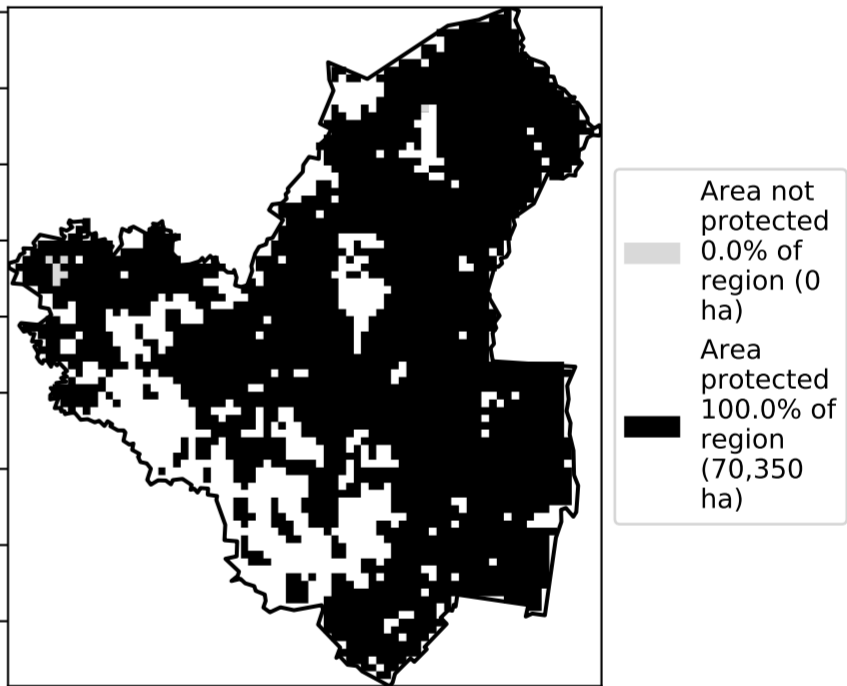 Area not
protected
0.0% of
region (0
ha)
Area
protected
100.0% of
region
(70,350
ha)